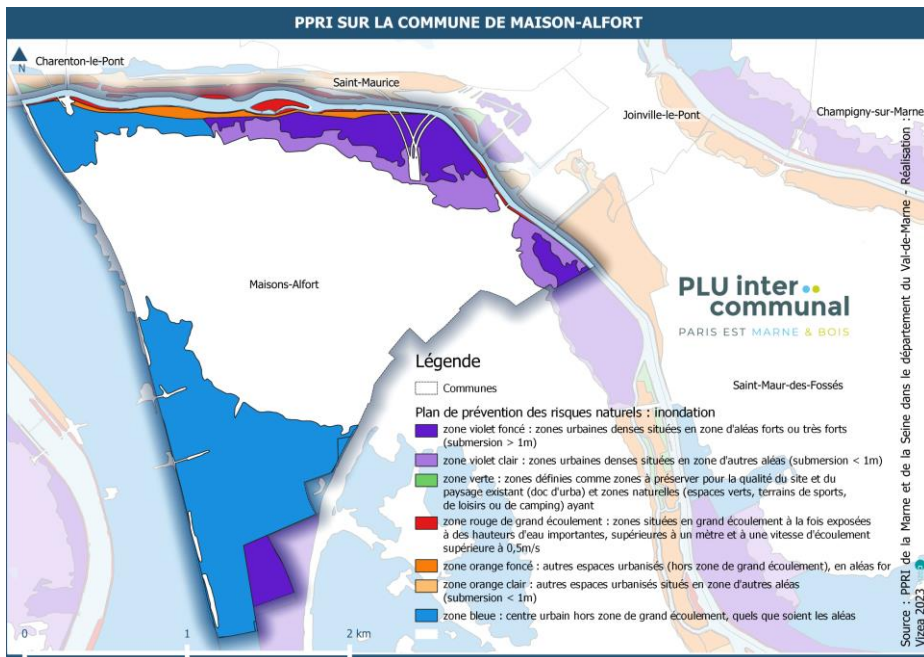 PPRI SUR LA COMMUNE DE MAISON-ALFORT
N
Charenton-le-Pont
Saint-Maurice
Joinville-le-Pont
Champigny-sur-Marne
Maisons-Alfort
PLU inter
communal
PARIS EST MARNE & BOIS
Saint-Maur-des-Fossés
Légende
Communes
Plan de prévention des risques naturels : inondation
zone violet foncé : zones urbaines denses situées en zone d'aléas forts ou très forts
(submersion > 1m)
zone violet clair : zones urbaines denses situées en zone d'autres aléas (submersion < 1m)
zone verte : zones définies comme zones à préserver pour la qualité du site et du
paysage existant (doc d'urba) et zones naturelles (espaces verts, terrains de sports,
de loisirs ou de camping) ayant
zone rouge de grand écoulement : zones situées en grand écoulement à la fois exposées
à des hauteurs d'eau importantes, supérieures à un mètre et à une vitesse d'écoulement
supérieure à 0,5m/s
zone orange foncé : autres espaces urbanisés (hors zone de grand écoulement), en aléas for
zone orange clair : autres espaces urbanisés situés en zone d'autres aléas
(submersion < 1m)
zone bleue : centre urbain hors zone de grand écoulement, quels que soient les aléas
0 1 2 km
Source : PPRI de la Marne et de la Seine dans le département du Val-de-Marne - Réalisation :
Vizea 2023